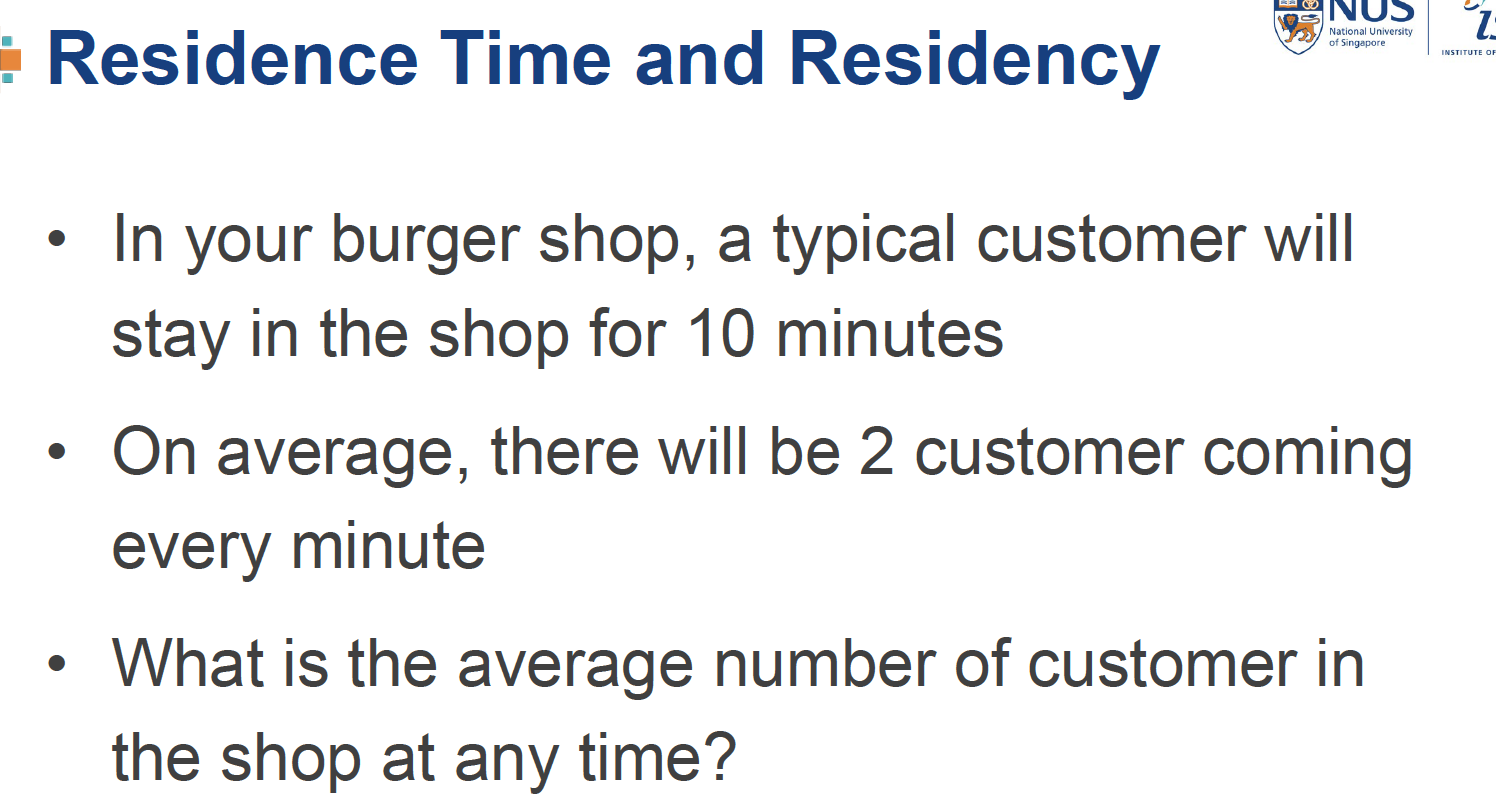 Residence Time and Residency
NUS
National University
of Singapore
INSTITUTE OF
• In your burger shop, a typical customer will
stay in the shop for 10 minutes
• On average, there will be 2 customer coming
every minute
• What is the average number of customer in
the shop at any time?